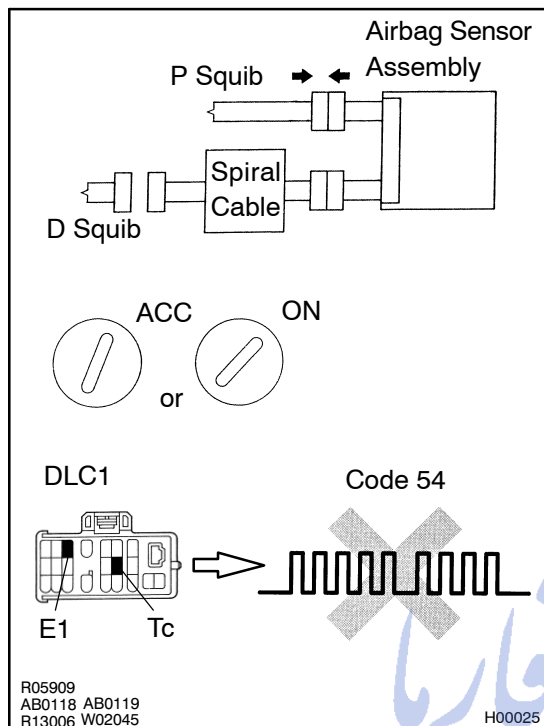 Airbag Sensor
Assembly
P Squib
Spiral
Cable
D Squib
ACC
ON
or
DLC1
Code 54
E1
Tc
R05909
AB0118 AB0119
R13006 W02045
H00025